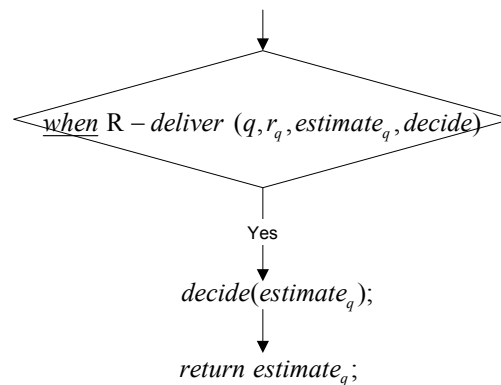 when R – deliver (q, r_q, estimate_q, decide)
Yes
decide(estimate_q);
return estimate_q;